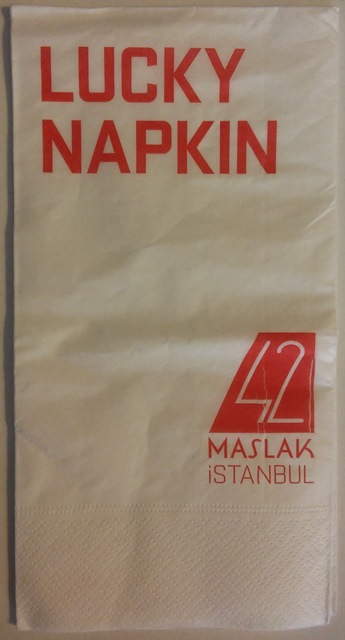 LUCKY
NAPKIN
42
MASLAK
İSTANBUL